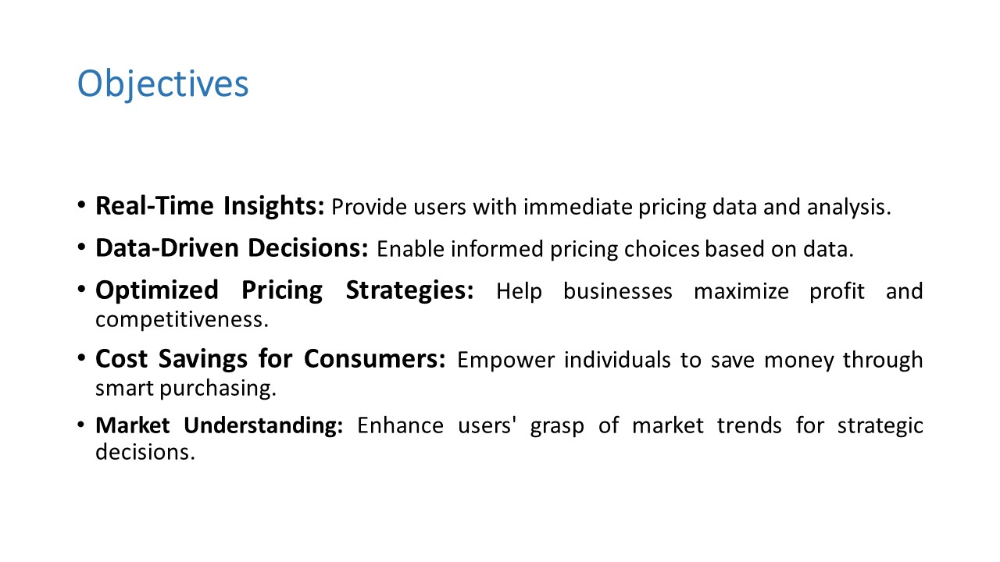 Objectives
• Real-Time Insights: Provide users with immediate pricing data and analysis.
• Data-Driven Decisions: Enable informed pricing choices based on data.
• Optimized Pricing Strategies: Help businesses maximize profit and
competitiveness.
• Cost Savings for Consumers: Empower individuals to save money through
smart purchasing.
• Market Understanding: Enhance users' grasp of market trends for strategic
decisions.